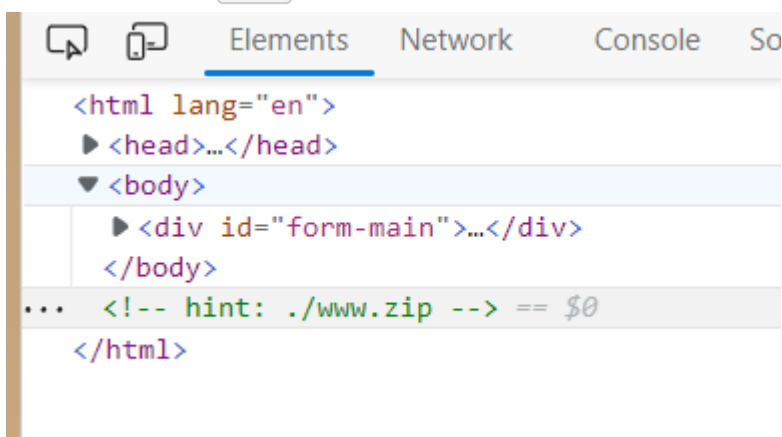 Elements Network Console So
<html lang="en">
<head>…</head>
<body>
<div id="form-main">…</div>
</body>
... <!-- hint: ./www.zip --> == $0
</html>